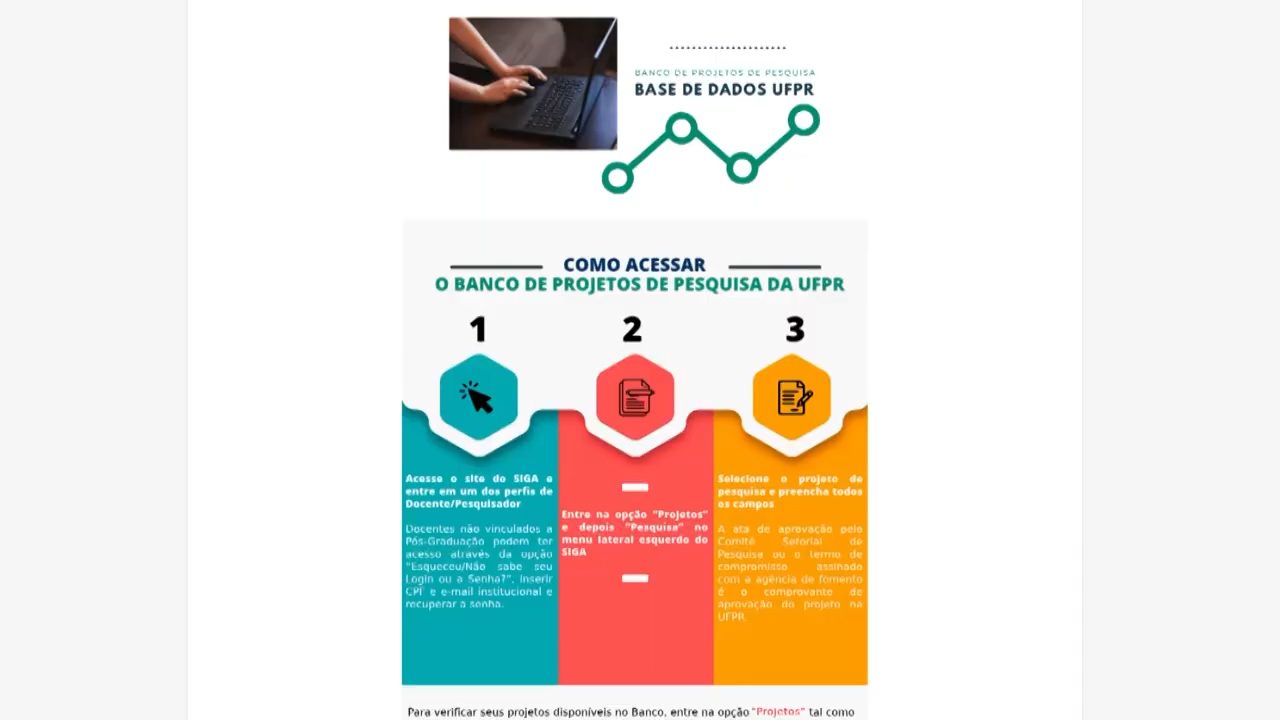 BANCO DE PROJETOS DE PESQUISA
BASE DE DADOS UFPR
COMO ACESSAR
O BANCO DE PROJETOS DE PESQUISA DA UFPR
1
2
3
Acesse o site do SIGA e
entre em um dos perfis de
Docente/Pesquisador
Docentes não vinculados a
Pós-Graduação podem ter
acesso através da opção
"Esqueceu/Não sabe seu
Login ou a Senha?", inserir
CPF e e-mail institucional e
recuperar a senha.
Entre na opção "Projetos"
e depois "Pesquisa" no
menu lateral esquerdo do
SIGA
Selecione o projeto de
pesquisa e preencha todos
os campos
A ata de aprovação pelo
Comitê Setorial de
Pesquisa ou o termo de
compromisso assinado
com a agência de fomento
é o comprovante de
aprovação do projeto na
UFPR
Para verificar seus projetos disponíveis no Banco, entre na opção "Projetos" tal como